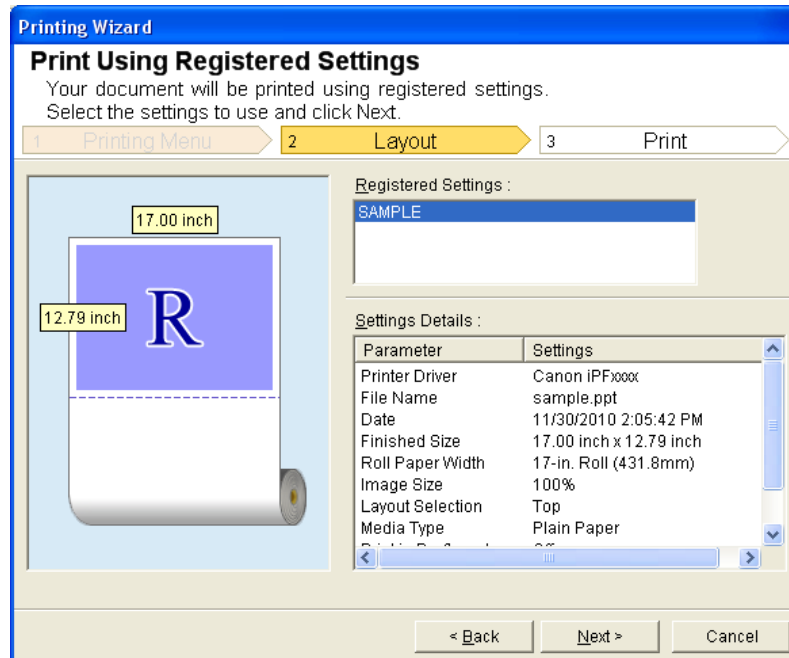 Printing Wizard
Print Using Registered Settings
Your document will be printed using registered settings.
Select the settings to use and click Next.
1 Printing Menu 2 Layout 3 Print
17.00 inch
R
12.79 inch
Registered Settings :
SAMPLE
Settings Details :
Parameter Settings
Printer Driver Canon iPFxxxx
File Name sample.ppt
Date 11/30/2010 2:05:42 PM
Finished Size 17.00 inch x 12.79 inch
Roll Paper Width 17-in. Roll (431.8mm)
Image Size 100%
Layout Selection Top
Media Type Plain Paper
< Back Next > Cancel